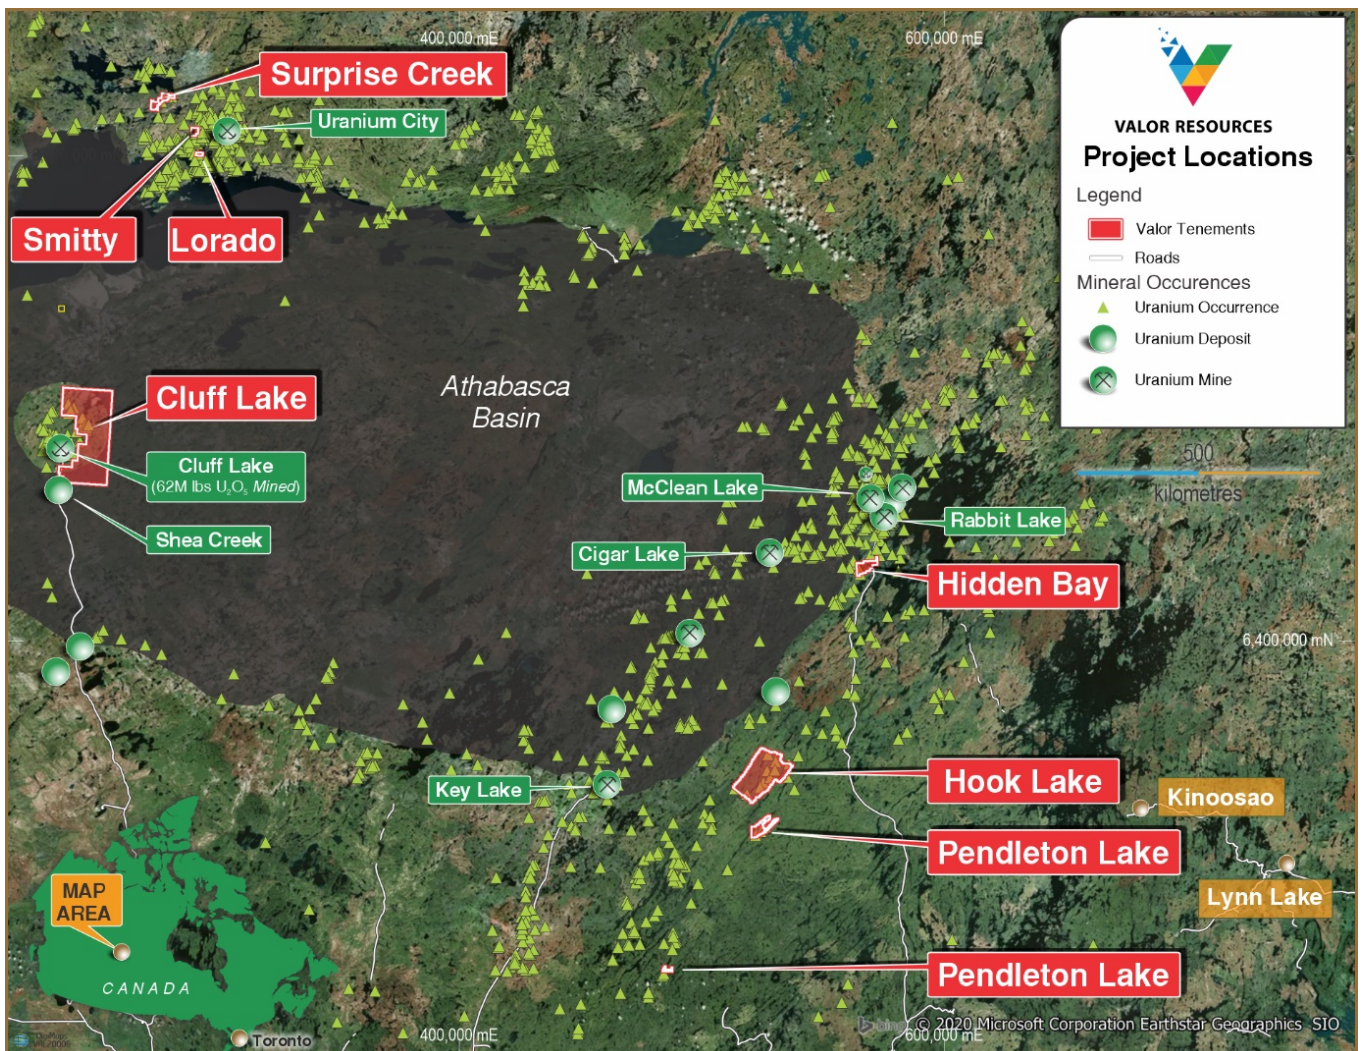 400,000 mE
600,000 mE
Surprise Creek
Uranium City
Smitty
Lorado
VALOR RESOURCES
Project Locations
Legend
Valor Tenements
Roads
Mineral Occurences
Uranium Occurrence
Uranium Deposit
Uranium Mine
Athabasca
Basin
Cluff Lake
Cluff Lake
(62M lbs U₂O₅ Mined)
Shea Creek
500
kilometres
McClean Lake
Rabbit Lake
Cigar Lake
Hidden Bay
6,400,000 mN
Hook Lake
Key Lake
Kinoosao
Pendleton Lake
Lynn Lake
MAP
AREA
Pendleton Lake
CANADA
Toronto
400,000 mE
600,000 mE
© 2020 Microsoft Corporation Earthstar Geographics SIO